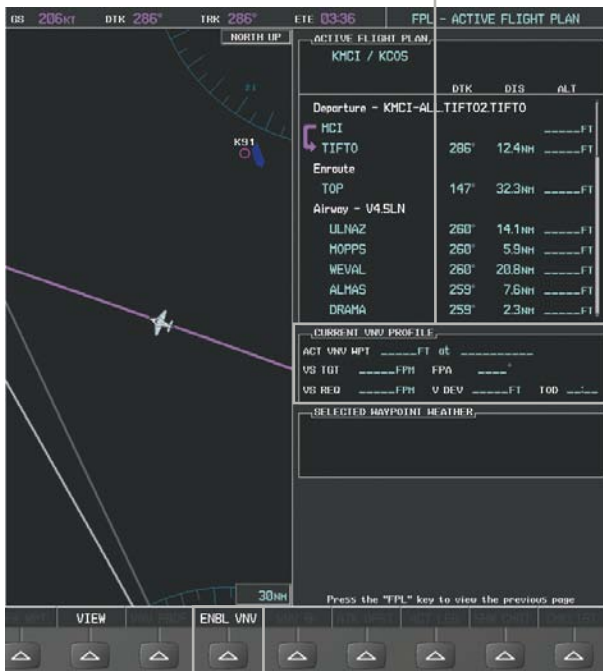 GS 206KT DTK 286° TRK 286° ETE 03:36 FPL - ACTIVE FLIGHT PLAN
NORTH UP
K91
30NM
ACTIVE FLIGHT PLAN
KMCI / KCOS
DTK DIS ALT
Departure - KMCI-ALL.TIFTO2.TIFTO
MCI _____FT
TIFTO 286° 12.4NM _____FT
Enroute
TOP 147° 32.3NM _____FT
Airway - V4.SLN
ULNAZ 260° 14.1NM _____FT
MOPPS 260° 5.9NM _____FT
WEVAL 260° 20.8NM _____FT
ALMAS 259° 7.6NM _____FT
DRAMA 259° 2.3NM _____FT
CURRENT VNV PROFILE
ACT VNV WPT _____FT at __________
VS TGT _____FPM FPA ____°
VS REQ _____FPM V DEV _____FT TOD __:__
SELECTED WAYPOINT WEATHER
Press the "FPL" key to view the previous page
VIEW ENBL VNV